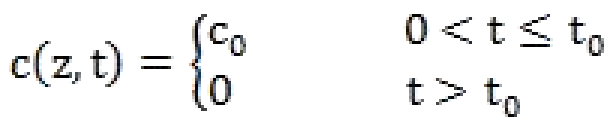 c(z, t) = { c₀    0 < t ≤ t₀
            0     t > t₀